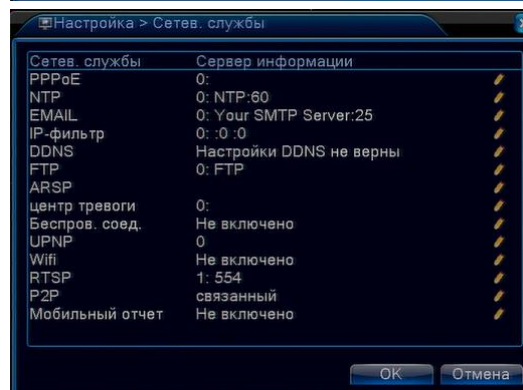 Настройка > Сетев. службы
Сетев. службы Сервер информации
PPPoE 0:
NTP 0: NTP:60
EMAIL 0: Your SMTP Server:25
IP-фильтр 0: :0 :0
DDNS Настройки DDNS не верны
FTP 0: FTP
ARSP
центр тревоги 0:
Беспров. соед. Не включено
UPNP 0
Wifi Не включено
RTSP 1: 554
P2P связанный
Мобильный отчет Не включено
OK Отмена